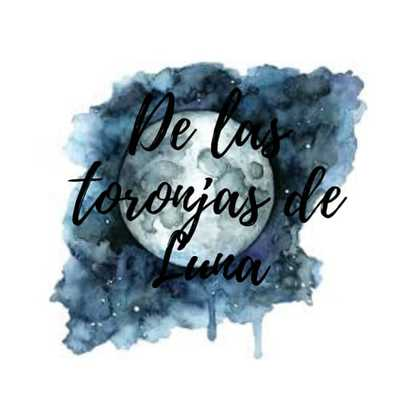 De las
toronjas de
Luna